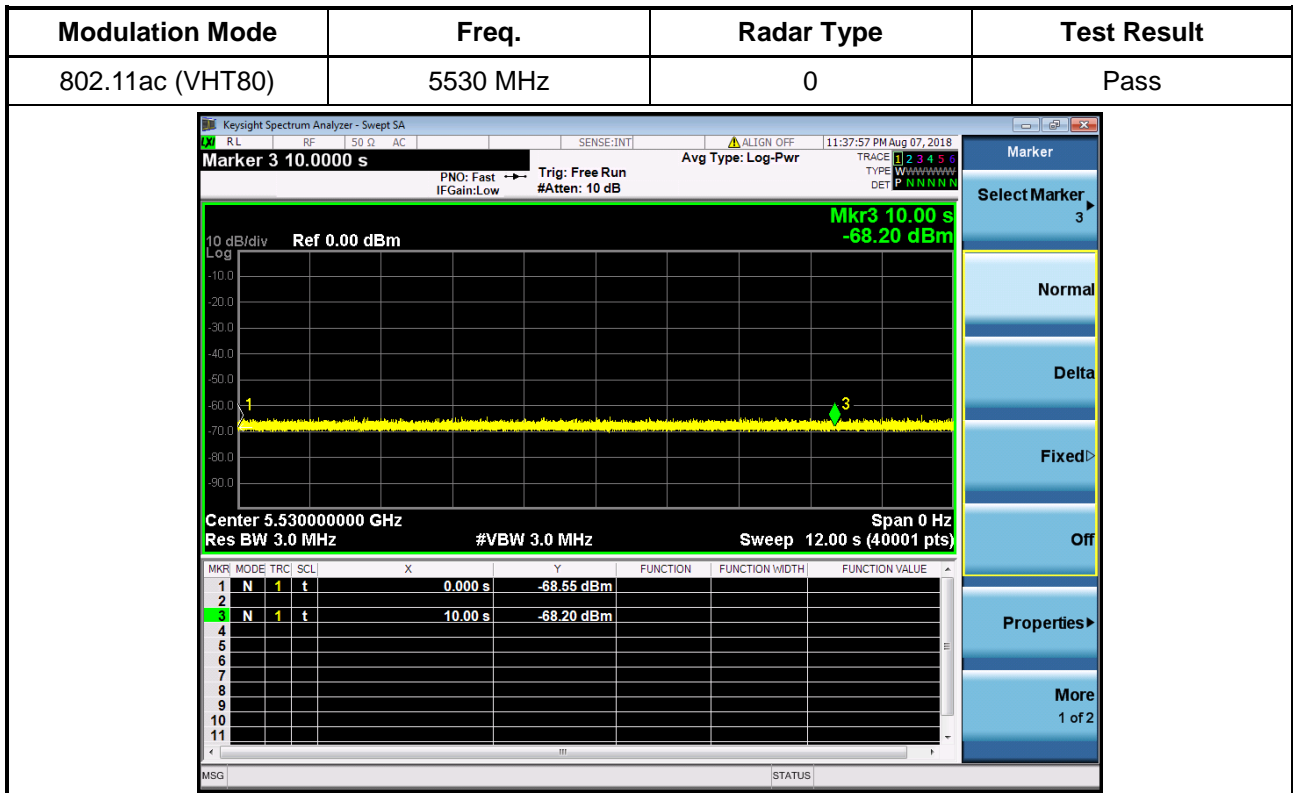 Modulation Mode Freq. Radar Type Test Result
802.11ac (VHT80) 5530 MHz 0 Pass
Keysight Spectrum Analyzer - Swept SA
LXI RL RF 50 Ω AC SENSE:INT ALIGN OFF 11:37:57 PM Aug 07, 2018
Marker 3 10.0000 s
PNO: Fast
IFGain:Low
Trig: Free Run
#Atten: 10 dB
Avg Type: Log-Pwr
TRACE 1 2 3 4 5 6
TYPE WWWWWW
DET P N N N N N
Mkr3 10.00 s
-68.20 dBm
10 dB/div Ref 0.00 dBm
Log
-10.0
-20.0
-30.0
-40.0
-50.0
-60.0
-70.0
-80.0
-90.0
1
3
Center 5.530000000 GHz Span 0 Hz
Res BW 3.0 MHz #VBW 3.0 MHz Sweep 12.00 s (40001 pts)
MKR MODE TRC SCL X Y FUNCTION FUNCTION WIDTH FUNCTION VALUE
1 N 1 t 0.000 s -68.55 dBm
2
3 N 1 t 10.00 s -68.20 dBm
4
5
6
7
8
9
10
11
MSG STATUS
Marker
Select Marker
3
Normal
Delta
Fixed
Off
Properties
More
1 of 2